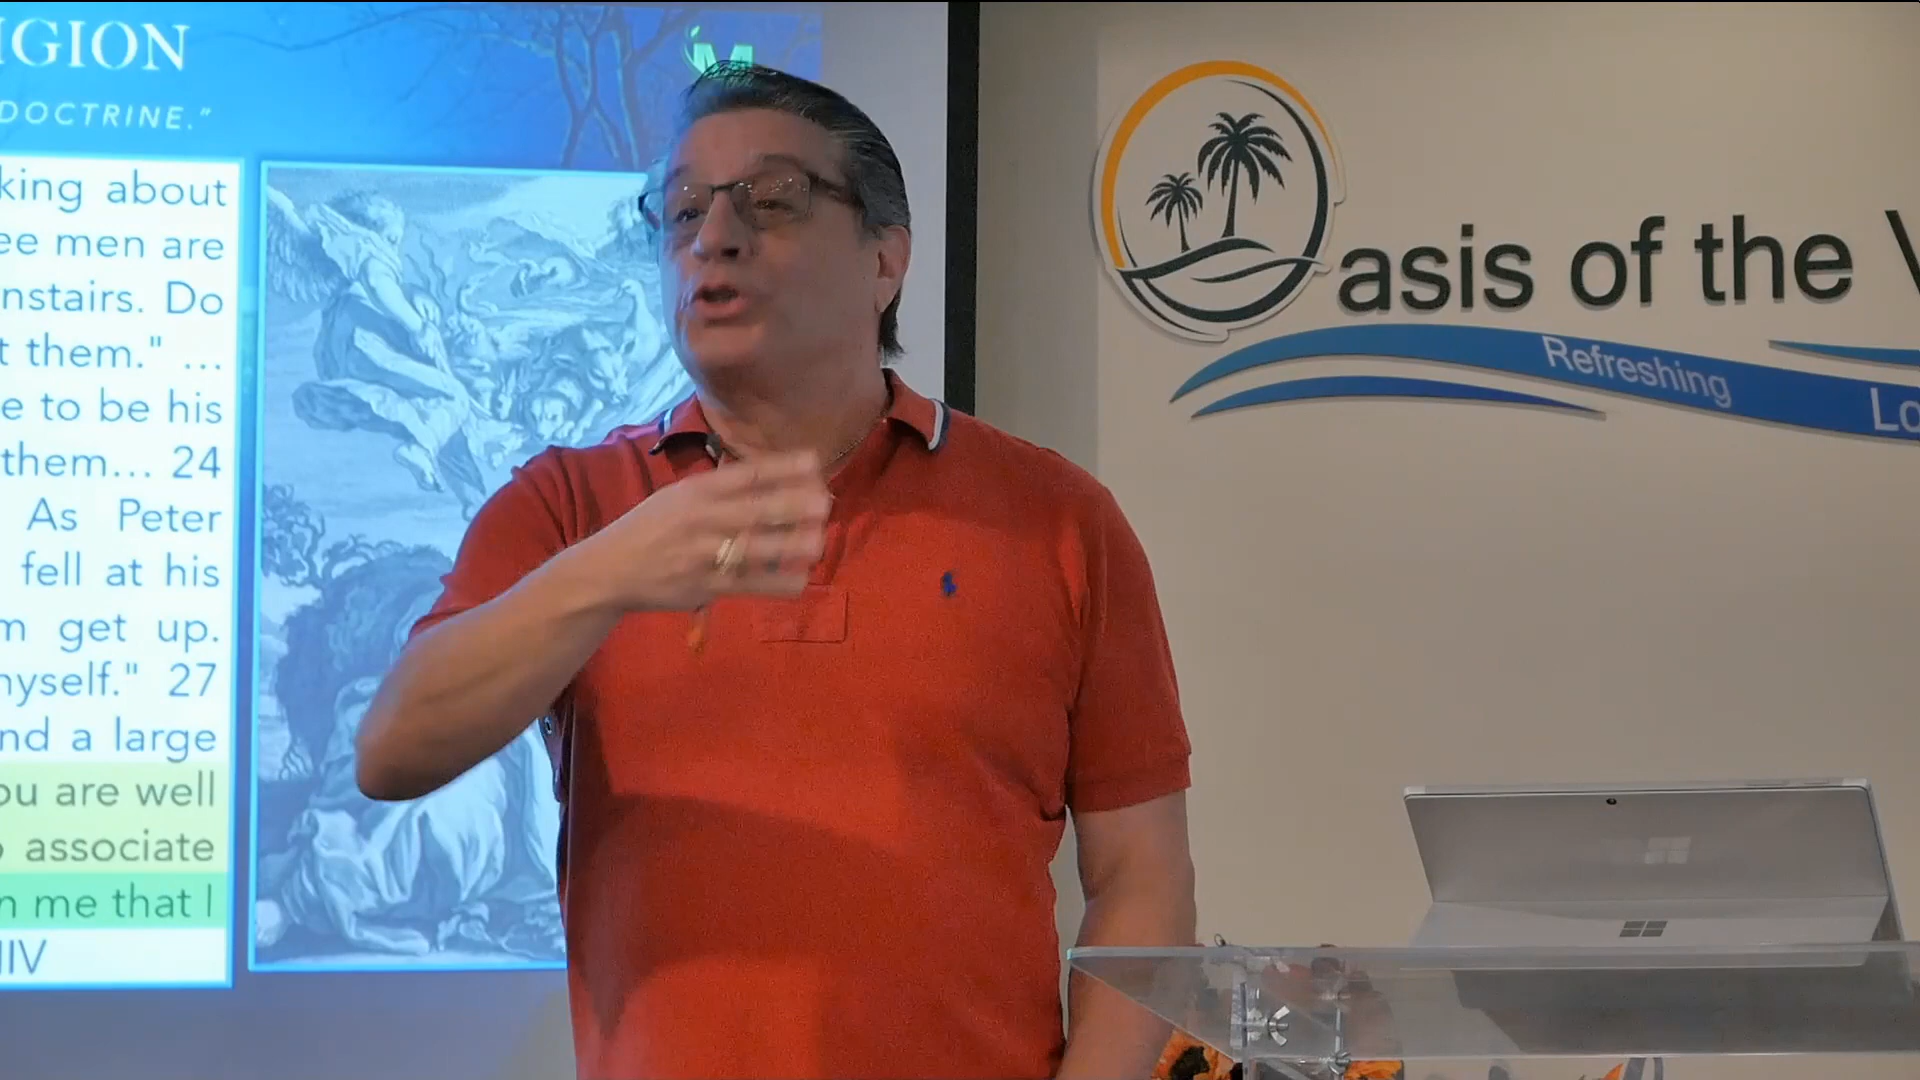 IGION
DOCTRINE."
king about
ee men are
nstairs. Do
t them." ...
e to be his
them... 24
As Peter
fell at his
m get up.
nyself." 27
nd a large
ou are well
associate
n me that I
NIV
M
asis of the V
Refreshing
Lo